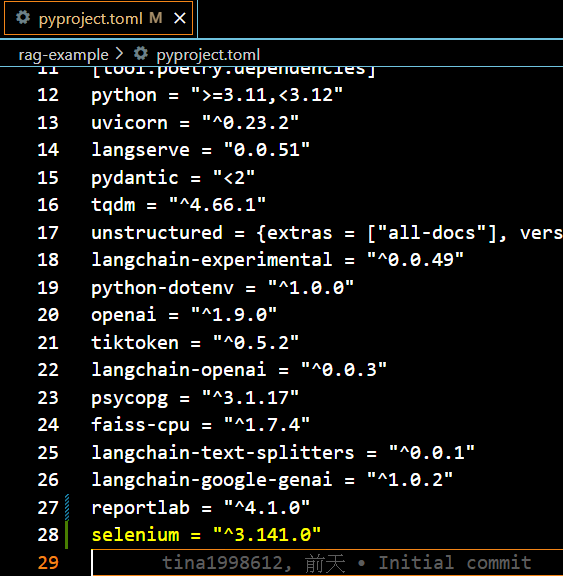 pyproject.toml M
rag-example > pyproject.toml
11 [tool.poetry.dependencies]
12 python = ">=3.11,<3.12"
13 uvicorn = "^0.23.2"
14 langserve = "0.0.51"
15 pydantic = "<2"
16 tqdm = "^4.66.1"
17 unstructured = {extras = ["all-docs"], vers
18 langchain-experimental = "^0.0.49"
19 python-dotenv = "^1.0.0"
20 openai = "^1.9.0"
21 tiktoken = "^0.5.2"
22 langchain-openai = "^0.0.3"
23 psycopg = "^3.1.17"
24 faiss-cpu = "^1.7.4"
25 langchain-text-splitters = "^0.0.1"
26 langchain-google-genai = "^1.0.2"
27 reportlab = "^4.1.0"
28 selenium = "^3.141.0"
29 tina1998612, 前天 • Initial commit